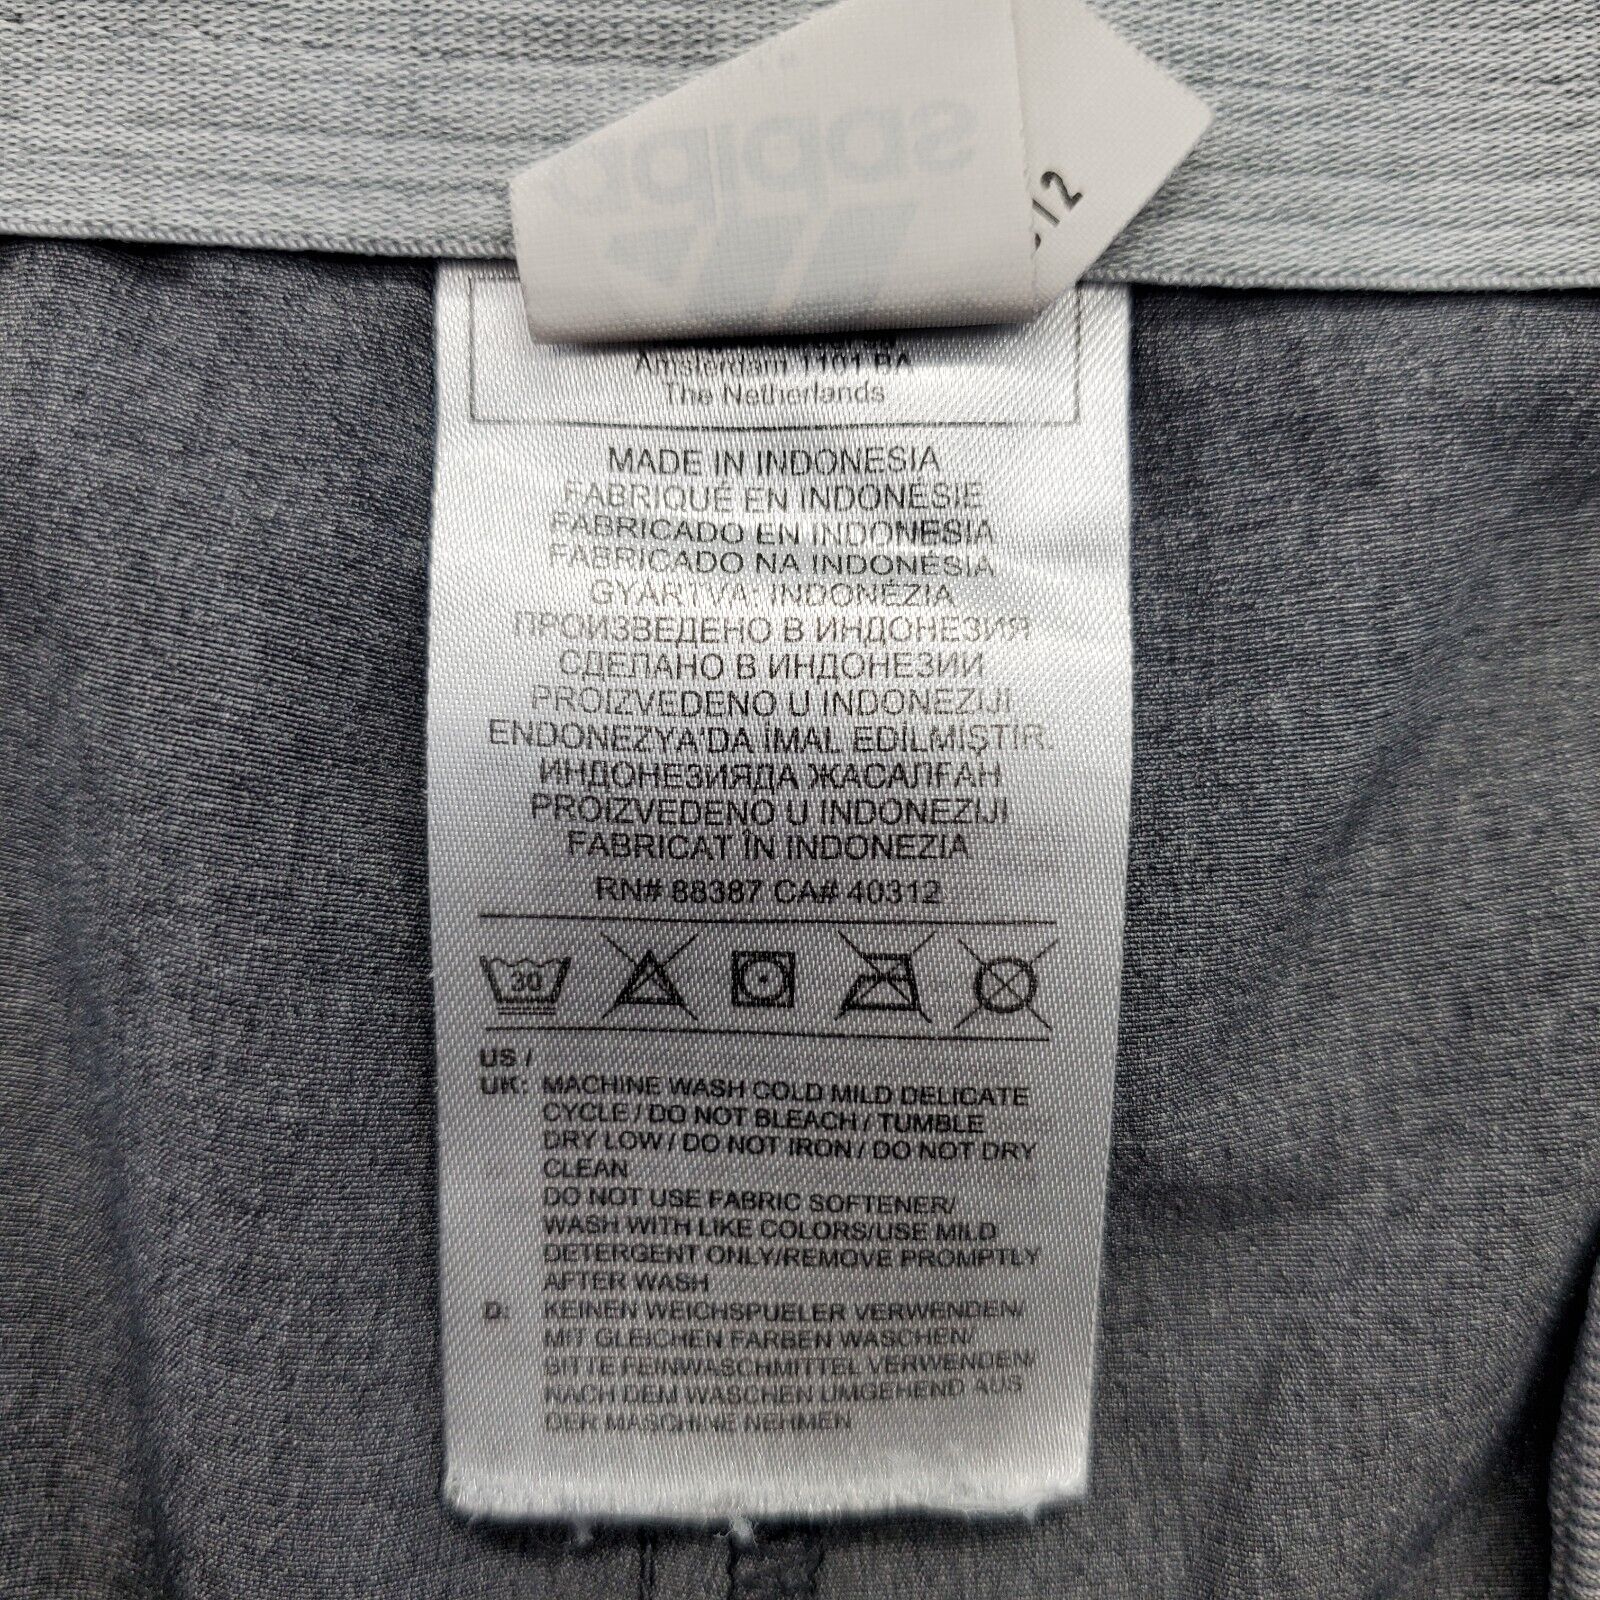 adidas
12
Amsterdam 1101 BA
The Netherlands
MADE IN INDONESIA
FABRIQUÉ EN INDONÉSIE
FABRICADO EN INDONESIA
FABRICADO NA INDONÉSIA
GYÁRTVA: INDONÉZIA
ПРОИЗВЕДЕНО В ИНДОНЕЗИЯ
СДЕЛАНО В ИНДОНЕЗИИ
PROIZVEDENO U INDONEZIJI
ENDONEZYA'DA İMAL EDİLMİŞTİR.
ИНДОНЕЗИЯДА ЖАСАЛҒАН
PROIZVEDENO U INDONEZIJI
FABRICAT ÎN INDONEZIA
RN# 88387 CA# 40312
30
US /
UK: MACHINE WASH COLD MILD DELICATE
CYCLE / DO NOT BLEACH / TUMBLE
DRY LOW / DO NOT IRON / DO NOT DRY
CLEAN
DO NOT USE FABRIC SOFTENER/
WASH WITH LIKE COLORS/USE MILD
DETERGENT ONLY/REMOVE PROMPTLY
AFTER WASH
D: KEINEN WEICHSPUELER VERWENDEN/
MIT GLEICHEN FARBEN WASCHEN/
BITTE FEINWASCHMITTEL VERWENDEN/
NACH DEM WASCHEN UMGEHEND AUS
DER MASCHINE NEHMEN